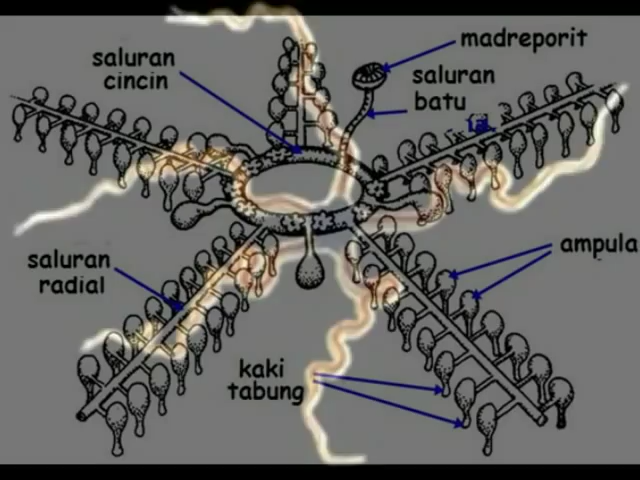 madreporit
saluran
cincin
saluran
batu
ampula
saluran
radial
kaki
tabung